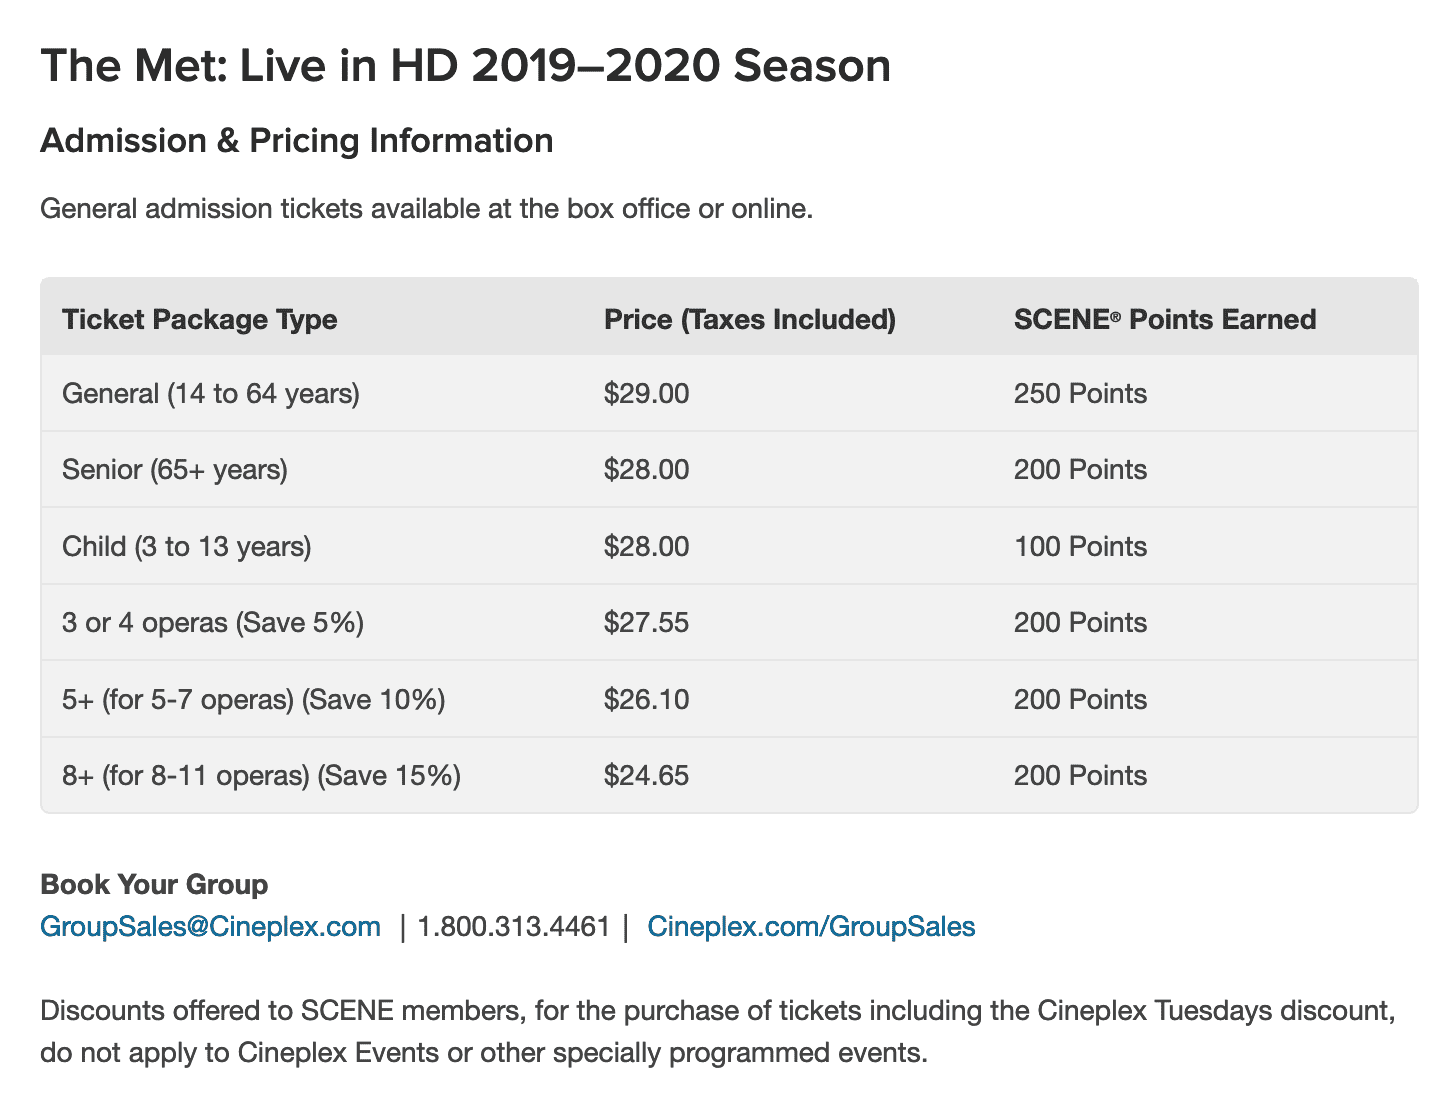 The Met: Live in HD 2019–2020 Season
Admission & Pricing Information
General admission tickets available at the box office or online.
Ticket Package Type Price (Taxes Included) SCENE® Points Earned
General (14 to 64 years) $29.00 250 Points
Senior (65+ years) $28.00 200 Points
Child (3 to 13 years) $28.00 100 Points
3 or 4 operas (Save 5%) $27.55 200 Points
5+ (for 5-7 operas) (Save 10%) $26.10 200 Points
8+ (for 8-11 operas) (Save 15%) $24.65 200 Points
Book Your Group
GroupSales@Cineplex.com | 1.800.313.4461 | Cineplex.com/GroupSales
Discounts offered to SCENE members, for the purchase of tickets including the Cineplex Tuesdays discount,
do not apply to Cineplex Events or other specially programmed events.